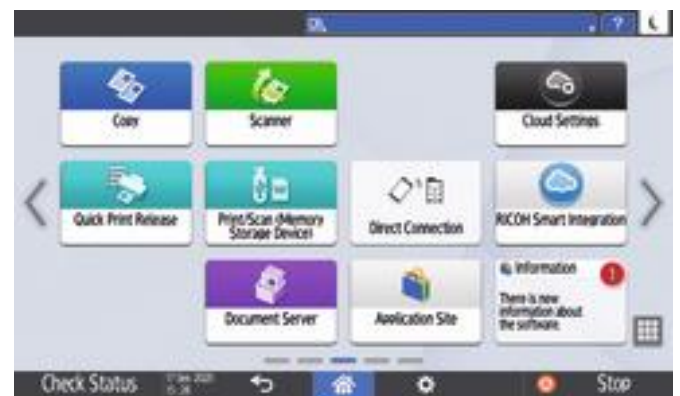 ?
Copy
Scanner
Cloud Settings
Quick Print Release
Print/Scan (Memory
Storage Device)
Direct Connection
RICOH Smart Integration
Document Server
Application Site
Information
There is new
information about
the software.
Check Status
Stop